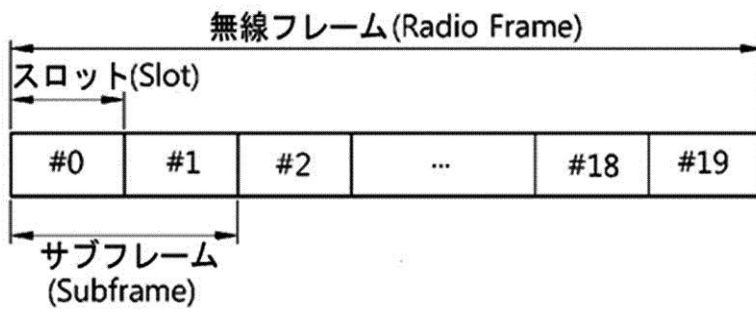 無線フレーム(Radio Frame)
スロット(Slot)
#0 #1 #2 ... #18 #19
サブフレーム
(Subframe)